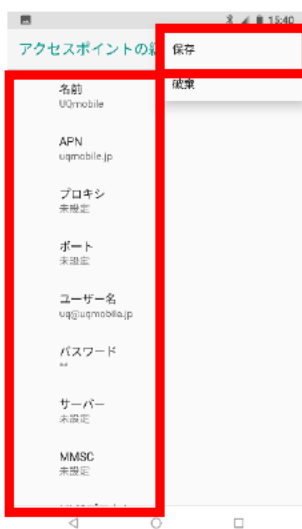 15:40
アクセスポイントの
保存
破棄
名前
UQmobile
APN
uqmobile.jp
プロキシ
未設定
ポート
未設定
ユーザー名
uq@uqmobile.jp
パスワード
**
サーバー
未設定
MMSC
未設定